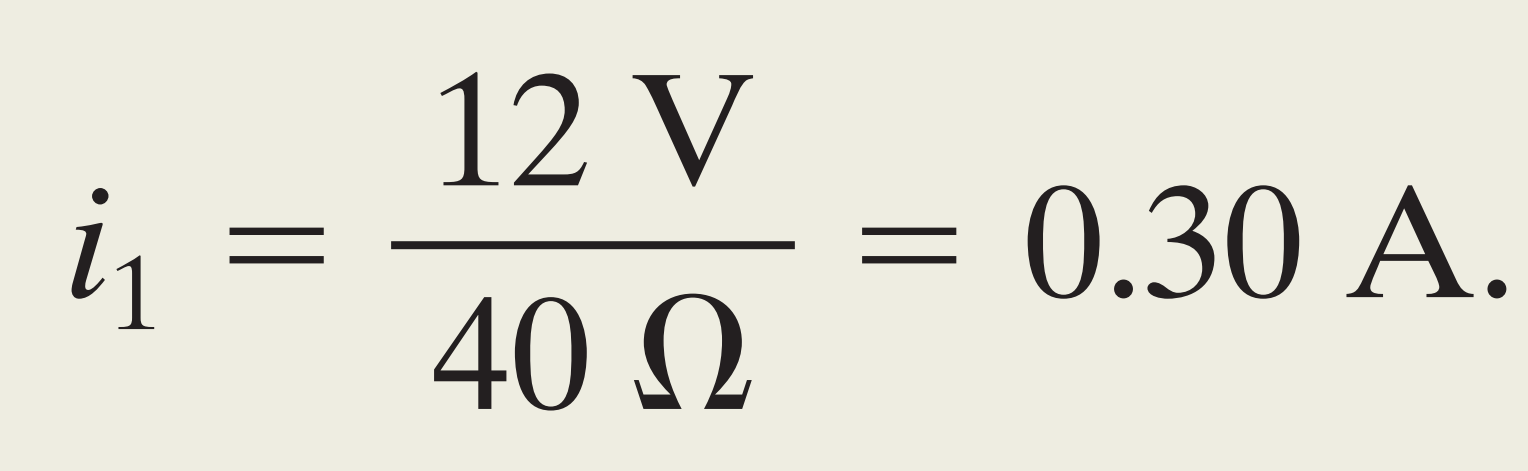 i₁ = 12 V / 40 Ω = 0.30 A.